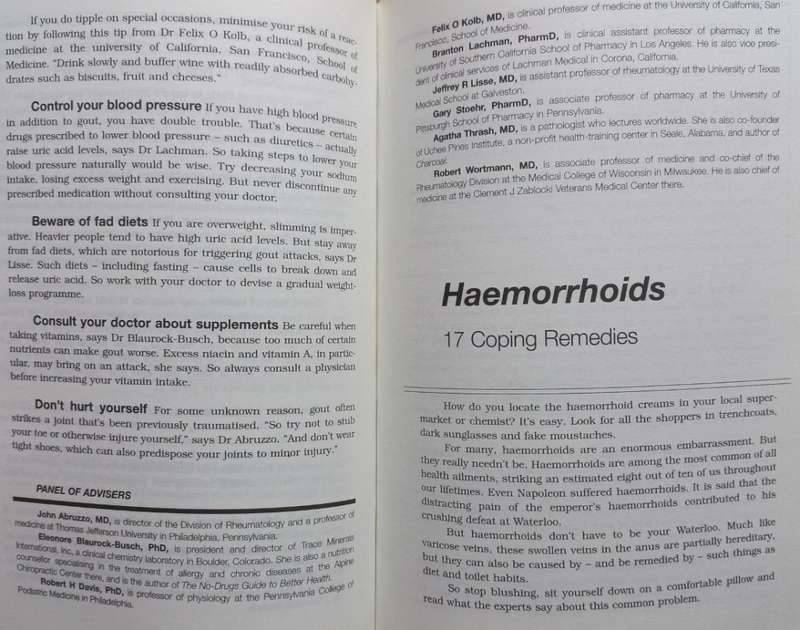 If you do tipple on special occasions, minimise your risk of a reac-
tion by following this tip from Dr Felix O Kolb, a clinical professor of
medicine at the university of California, San Francisco, School of
Medicine. “Drink slowly and buffer wine with readily absorbed carbohy-
drates such as biscuits, fruit and cheeses.”
Control your blood pressure If you have high blood pressure
in addition to gout, you have double trouble. That’s because certain
drugs prescribed to lower blood pressure – such as diuretics – actually
raise uric acid levels, says Dr Lachman. So taking steps to lower your
blood pressure naturally would be wise. Try decreasing your sodium
intake, losing excess weight and exercising. But never discontinue any
prescribed medication without consulting your doctor.
Beware of fad diets If you are overweight, slimming is imper-
ative. Heavier people tend to have high uric acid levels. But stay away
from fad diets, which are notorious for triggering gout attacks, says Dr
Lisse. Such diets – including fasting – cause cells to break down and
release uric acid. So work with your doctor to devise a gradual weight-
loss programme.
Consult your doctor about supplements Be careful when
taking vitamins, says Dr Blaurock-Busch, because too much of certain
nutrients can make gout worse. Excess niacin and vitamin A, in partic-
ular, may bring on an attack, she says. So always consult a physician
before increasing your vitamin intake.
Don’t hurt yourself For some unknown reason, gout often
strikes a joint that’s been previously traumatised. “So try not to stub
your toe or otherwise injure yourself,” says Dr Abruzzo. “And don’t wear
tight shoes, which can also predispose your joints to minor injury.”
PANEL OF ADVISERS
John Abruzzo, MD, is director of the Division of Rheumatology and a professor of
medicine at Thomas Jefferson University in Philadelphia, Pennsylvania.
Eleonore Blaurock-Busch, PhD, is president and director of Trace Minerals
International, Inc, a clinical chemistry laboratory in Boulder, Colorado. She is also a nutrition
counsellor specialising in the treatment of allergy and chronic diseases at the Alpine
Chiropractic Center there, and is the author of The No-Drugs Guide to Better Health.
Robert H Davis, PhD, is professor of physiology at the Pennsylvania College of
Podiatric Medicine in Philadelphia.
Felix O Kolb, MD, is clinical professor of medicine at the University of California, San
Francisco, School of Medicine.
Branton Lachman, PharmD, is clinical assistant professor of pharmacy at the
University of Southern California School of Pharmacy in Los Angeles. He is also vice presi-
dent of clinical services of Lachman Medical in Corona, California.
Jeffrey R Lisse, MD, is assistant professor of rheumatology at the University of Texas
Medical School at Galveston.
Gary Stoehr, PharmD, is associate professor of pharmacy at the University of
Pittsburgh School of Pharmacy in Pennsylvania.
Agatha Thrash, MD, is a pathologist who lectures worldwide. She is also co-founder
of Uchee Pines Institute, a non-profit health-training center in Seale, Alabama, and author of
Charcoal.
Robert Wortmann, MD, is associate professor of medicine and co-chief of the
Rheumatology Division at the Medical College of Wisconsin in Milwaukee. He is also chief of
medicine at the Clement J Zablocki Veterans Medical Center there.
Haemorrhoids
17 Coping Remedies
How do you locate the haemorrhoid creams in your local super-
market or chemist? It’s easy. Look for all the shoppers in trenchcoats,
dark sunglasses and fake moustaches.
For many, haemorrhoids are an enormous embarrassment. But
they really needn’t be. Haemorrhoids are among the most common of all
health ailments, striking an estimated eight out of ten of us throughout
our lifetimes. Even Napoleon suffered haemorrhoids. It is said that the
distracting pain of the emperor’s haemorrhoids contributed to his
crushing defeat at Waterloo.
But haemorrhoids don’t have to be your Waterloo. Much like
varicose veins, these swollen veins in the anus are partially hereditary,
but they can also be caused by – and be remedied by – such things as
diet and toilet habits.
So stop blushing, sit yourself down on a comfortable pillow and
read what the experts say about this common problem.